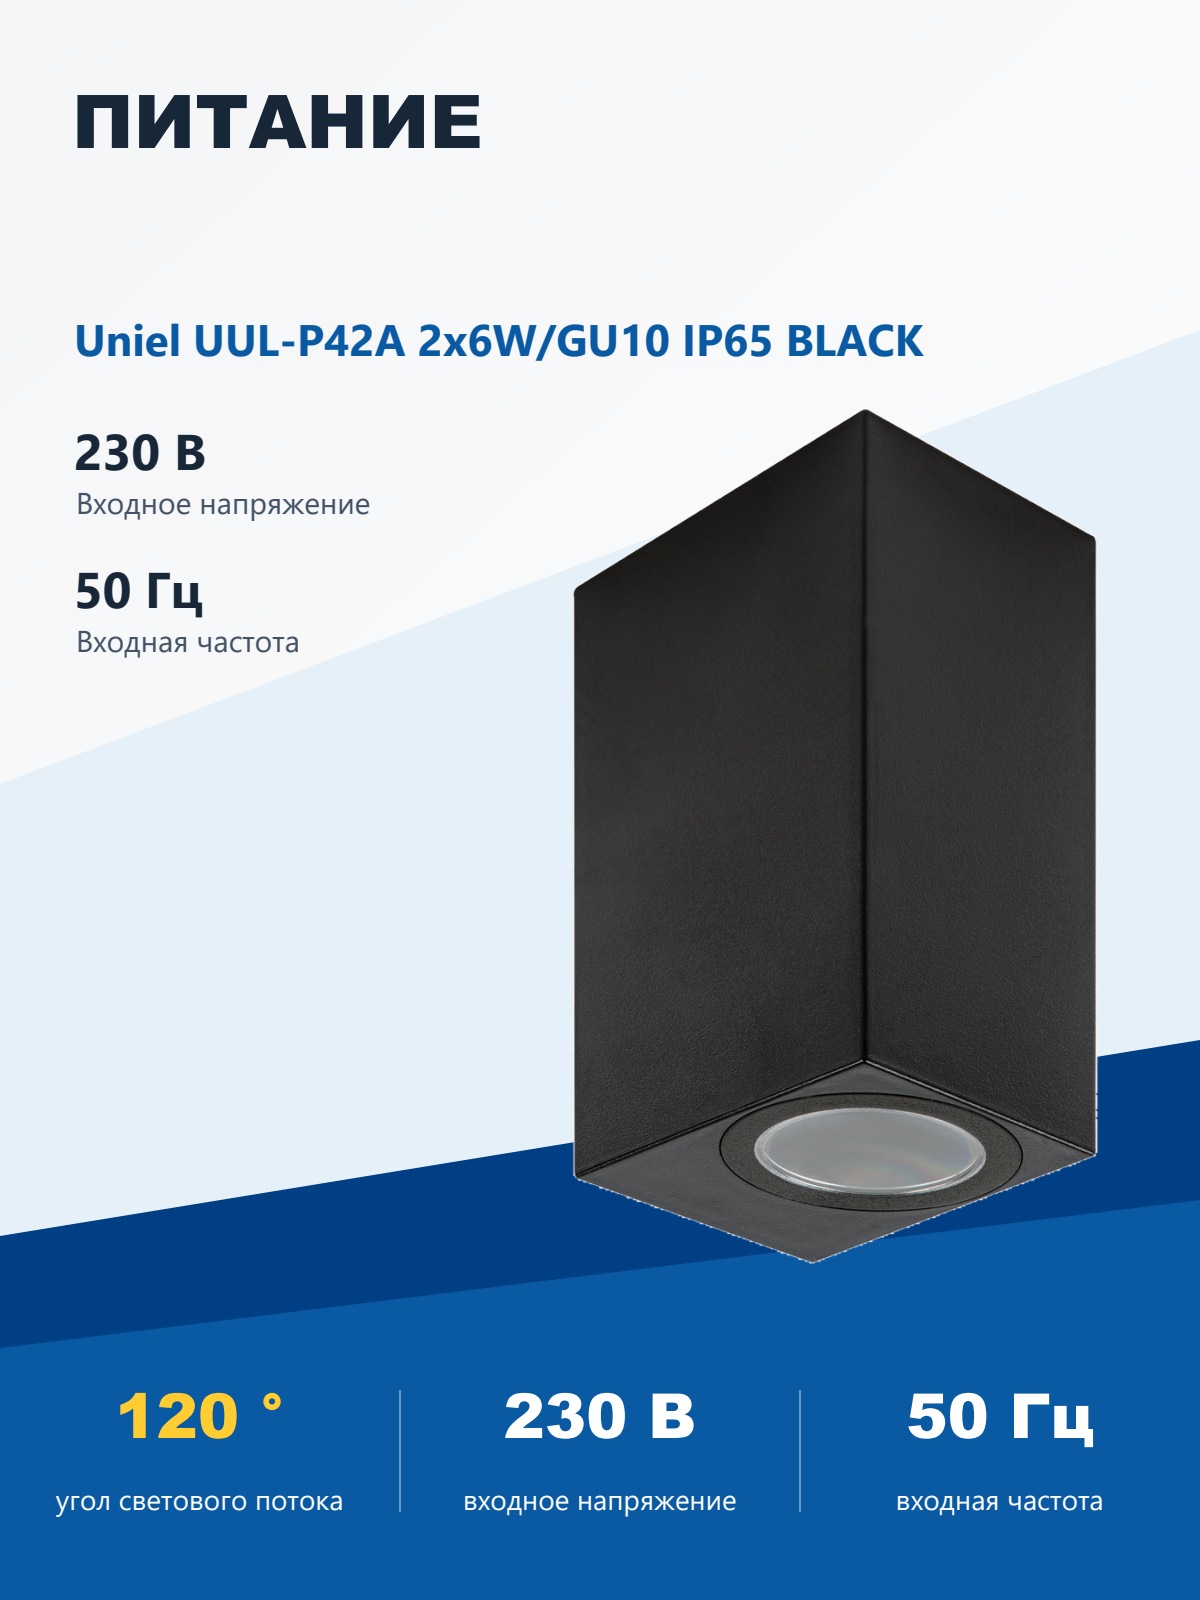 ПИТАНИЕ
Uniel UUL-P42A 2x6W/GU10 IP65 BLACK
230 В
Входное напряжение
50 Гц
Входная частота
120 °
угол светового потока
230 В
входное напряжение
50 Гц
входная частота